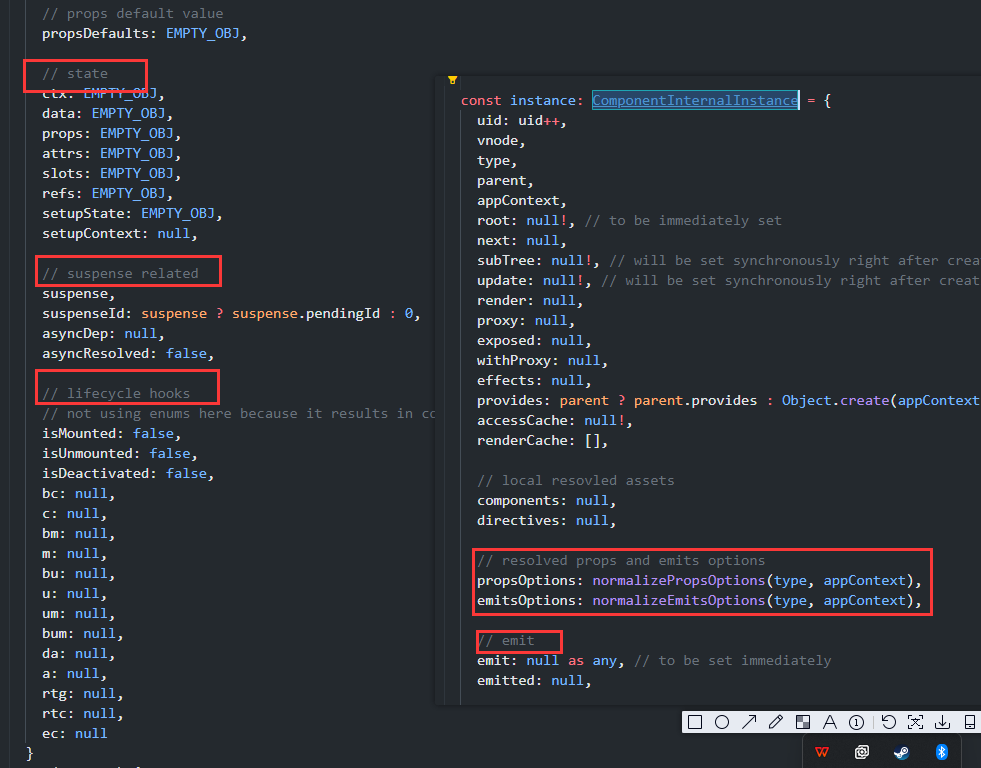 // props default value
propsDefaults: EMPTY_OBJ,
// state
ctx: EMPTY_OBJ,
data: EMPTY_OBJ,
props: EMPTY_OBJ,
attrs: EMPTY_OBJ,
slots: EMPTY_OBJ,
refs: EMPTY_OBJ,
setupState: EMPTY_OBJ,
setupContext: null,
// suspense related
suspense,
suspenseId: suspense ? suspense.pendingId : 0,
asyncDep: null,
asyncResolved: false,
// lifecycle hooks
// not using enums here because it results in co
isMounted: false,
isUnmounted: false,
isDeactivated: false,
bc: null,
c: null,
bm: null,
m: null,
bu: null,
u: null,
um: null,
bum: null,
da: null,
a: null,
rtg: null,
rtc: null,
ec: null
}
const instance: ComponentInternalInstance = {
uid: uid++,
vnode,
type,
parent,
appContext,
root: null!, // to be immediately set
next: null,
subTree: null!, // will be set synchronously right after crea
update: null!, // will be set synchronously right after creat
render: null,
proxy: null,
exposed: null,
withProxy: null,
effects: null,
provides: parent ? parent.provides : Object.create(appContext
accessCache: null!,
renderCache: [],
// local resovled assets
components: null,
directives: null,
// resolved props and emits options
propsOptions: normalizePropsOptions(type, appContext),
emitsOptions: normalizeEmitsOptions(type, appContext),
// emit
emit: null as any, // to be set immediately
emitted: null,